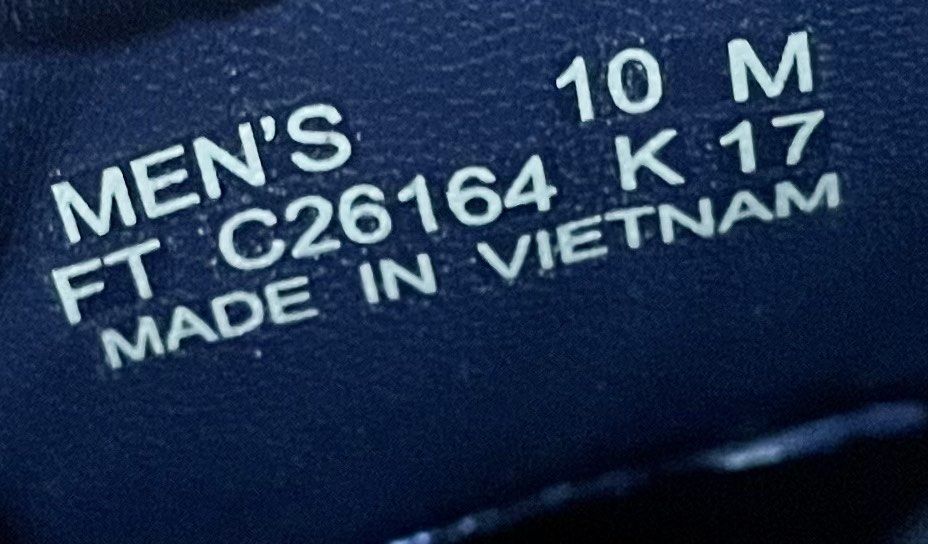 MEN'S 10 M
FT C26164 K 17
MADE IN VIETNAM